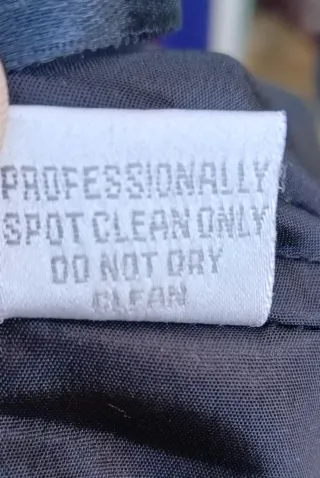 PROFESSIONALLY
SPOT CLEAN ONLY
DO NOT DRY
CLEAN